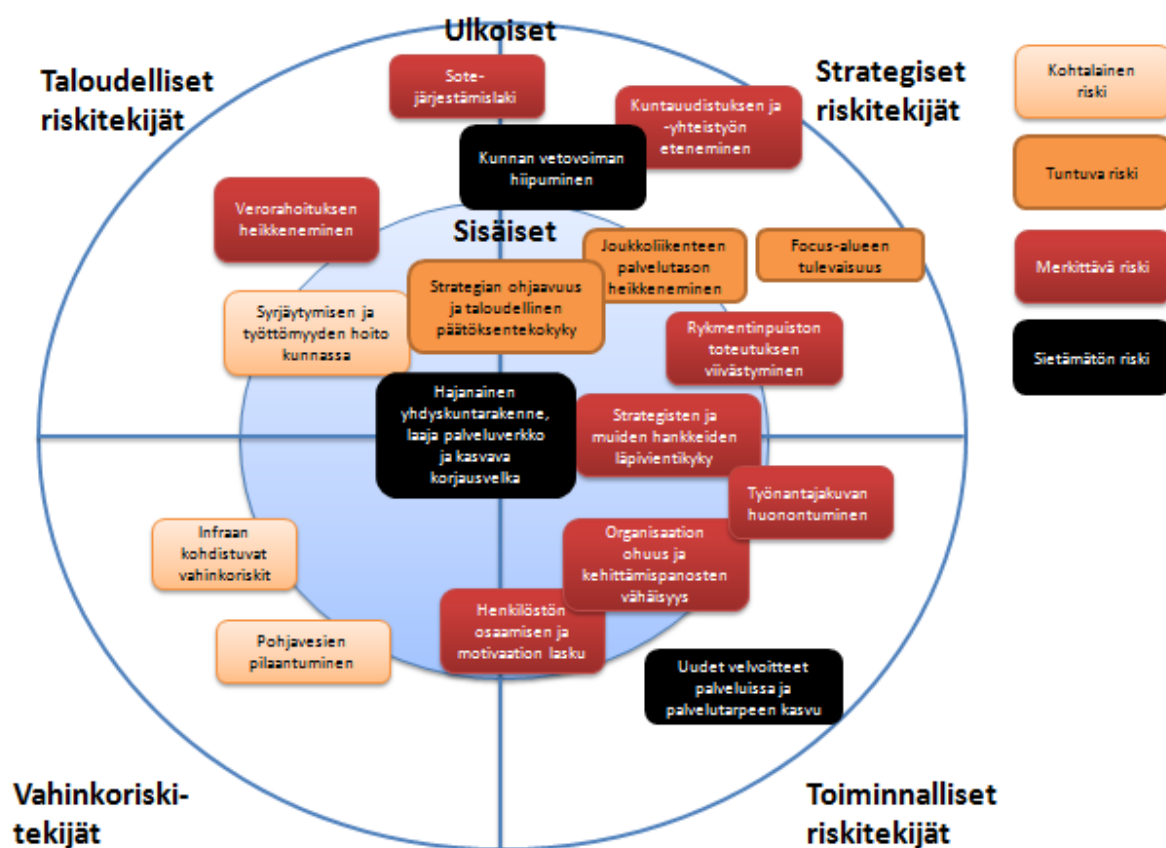 Ulkoiset
Taloudelliset
riskitekijät
Strategiset
riskitekijät
Sote-
järjestämislaki
Kuntauudistuksen ja
-yhteistyön
eteneminen
Kunnan vetovoiman
hiipuminen
Verorahoituksen
heikkeneminen
Sisäiset
Joukkoliikenteen
palvelutason
heikkeneminen
Focus-alueen
tulevaisuus
Strategian ohjaavuus
ja taloudellinen
päätöksentekokyky
Syrjäytymisen ja
työttömyyden hoito
kunnassa
Rykmentinpuiston
toteutuksen
viivästyminen
Hajanainen
yhdyskuntarakenne,
laaja palveluverkko
ja kasvava
korjausvelka
Strategisten ja
muiden hankkeiden
läpivientikyky
Työnantajakuvan
huonontuminen
Infraan
kohdistuvat
vahinkoriskit
Organisaation
ohuus ja
kehittämispanosten
vähäisyys
Henkilöstön
osaamisen ja
motivaation lasku
Pohjavesien
pilaantuminen
Uudet velvoitteet
palveluissa ja
palvelutarpeen kasvu
Vahinkoriski-
tekijät
Toiminnalliset
riskitekijät
Kohtalainen
riski
Tuntuva riski
Merkittävä riski
Sietämätön riski